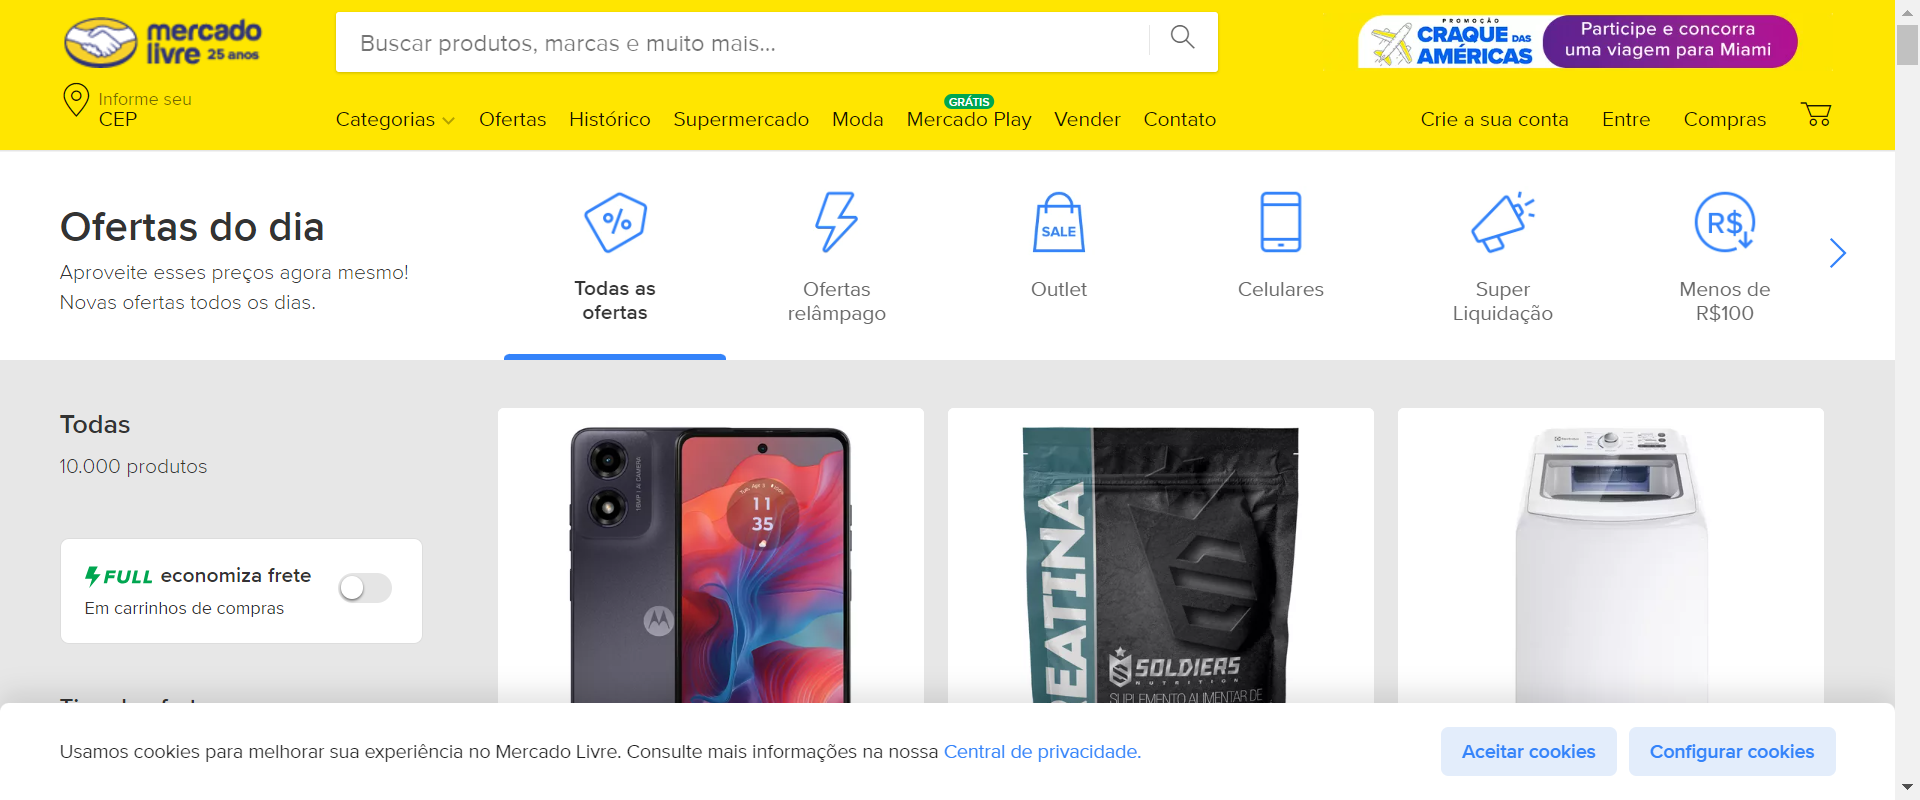 mercado
livre 25 anos
Buscar produtos, marcas e muito mais...
PROMOÇÃO
CRAQUE DAS
AMÉRICAS
Participe e concorra
uma viagem para Miami
Informe seu
CEP
Categorias
Ofertas
Histórico
Supermercado
Moda
GRÁTIS
Mercado Play
Vender
Contato
Crie a sua conta
Entre
Compras
Ofertas do dia
Aproveite esses preços agora mesmo!
Novas ofertas todos os dias.
%
Todas as
ofertas
Ofertas
relâmpago
SALE
Outlet
Celulares
Super
Liquidação
R$
Menos de
R$100
Todas
10.000 produtos
FULL economiza frete
Em carrinhos de compras
11
35
CREATINA
SOLDIERS
NUTRITION
SUPLEMENTO ALIMENTAR DE
Usamos cookies para melhorar sua experiência no Mercado Livre. Consulte mais informações na nossa Central de privacidade.
Aceitar cookies
Configurar cookies